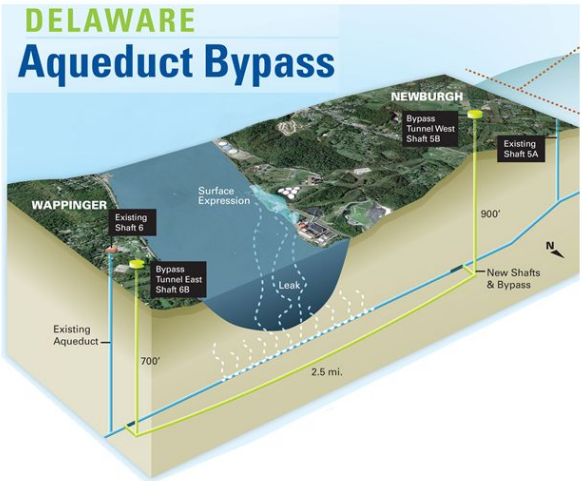 DELAWARE
Aqueduct Bypass
NEWBURGH
Bypass
Tunnel West
Shaft 5B
Existing
Shaft 5A
Surface
Expression
WAPPINGER
Existing
Shaft 6
900'
N
Bypass
Tunnel East
Shaft 6B
New Shafts
& Bypass
Leak
Existing
Aqueduct
700'
2.5 mi.